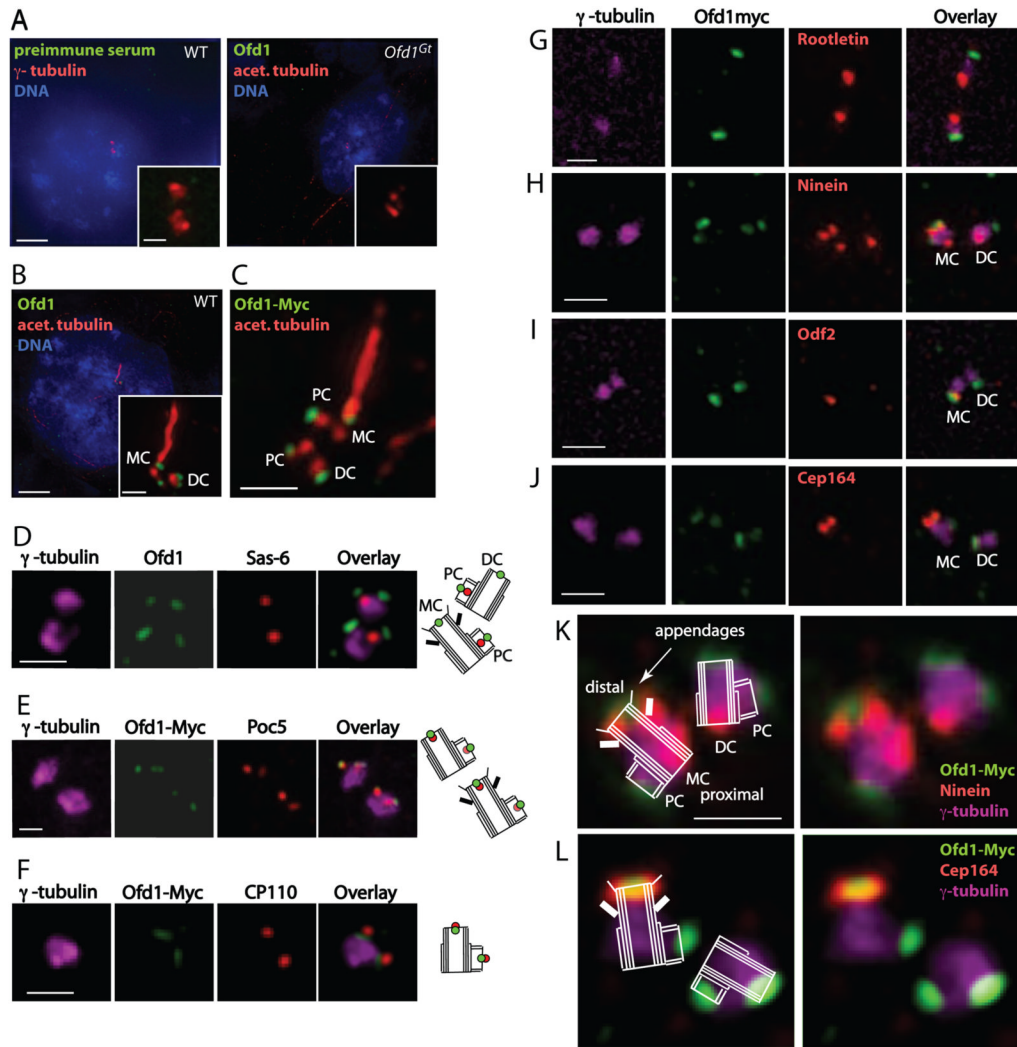 A
preimmune serum
WT
γ- tubulin
DNA
Ofd1
Ofd1Gt
acet. tubulin
DNA
B
Ofd1
WT
acet. tubulin
DNA
MC
DC
C
Ofd1-Myc
acet. tubulin
PC
MC
PC
DC
D
γ -tubulin
Ofd1
Sas-6
Overlay
DC
PC
MC
PC
E
γ -tubulin
Ofd1-Myc
Poc5
Overlay
F
γ -tubulin
Ofd1-Myc
CP110
Overlay
γ -tubulin
Ofd1myc
Overlay
G
Rootletin
H
Ninein
MC
DC
I
Odf2
MC
DC
J
Cep164
MC
DC
K
appendages
distal
PC
DC
MC
PC
proximal
Ofd1-Myc
Ninein
γ-tubulin
L
Ofd1-Myc
Cep164
γ-tubulin